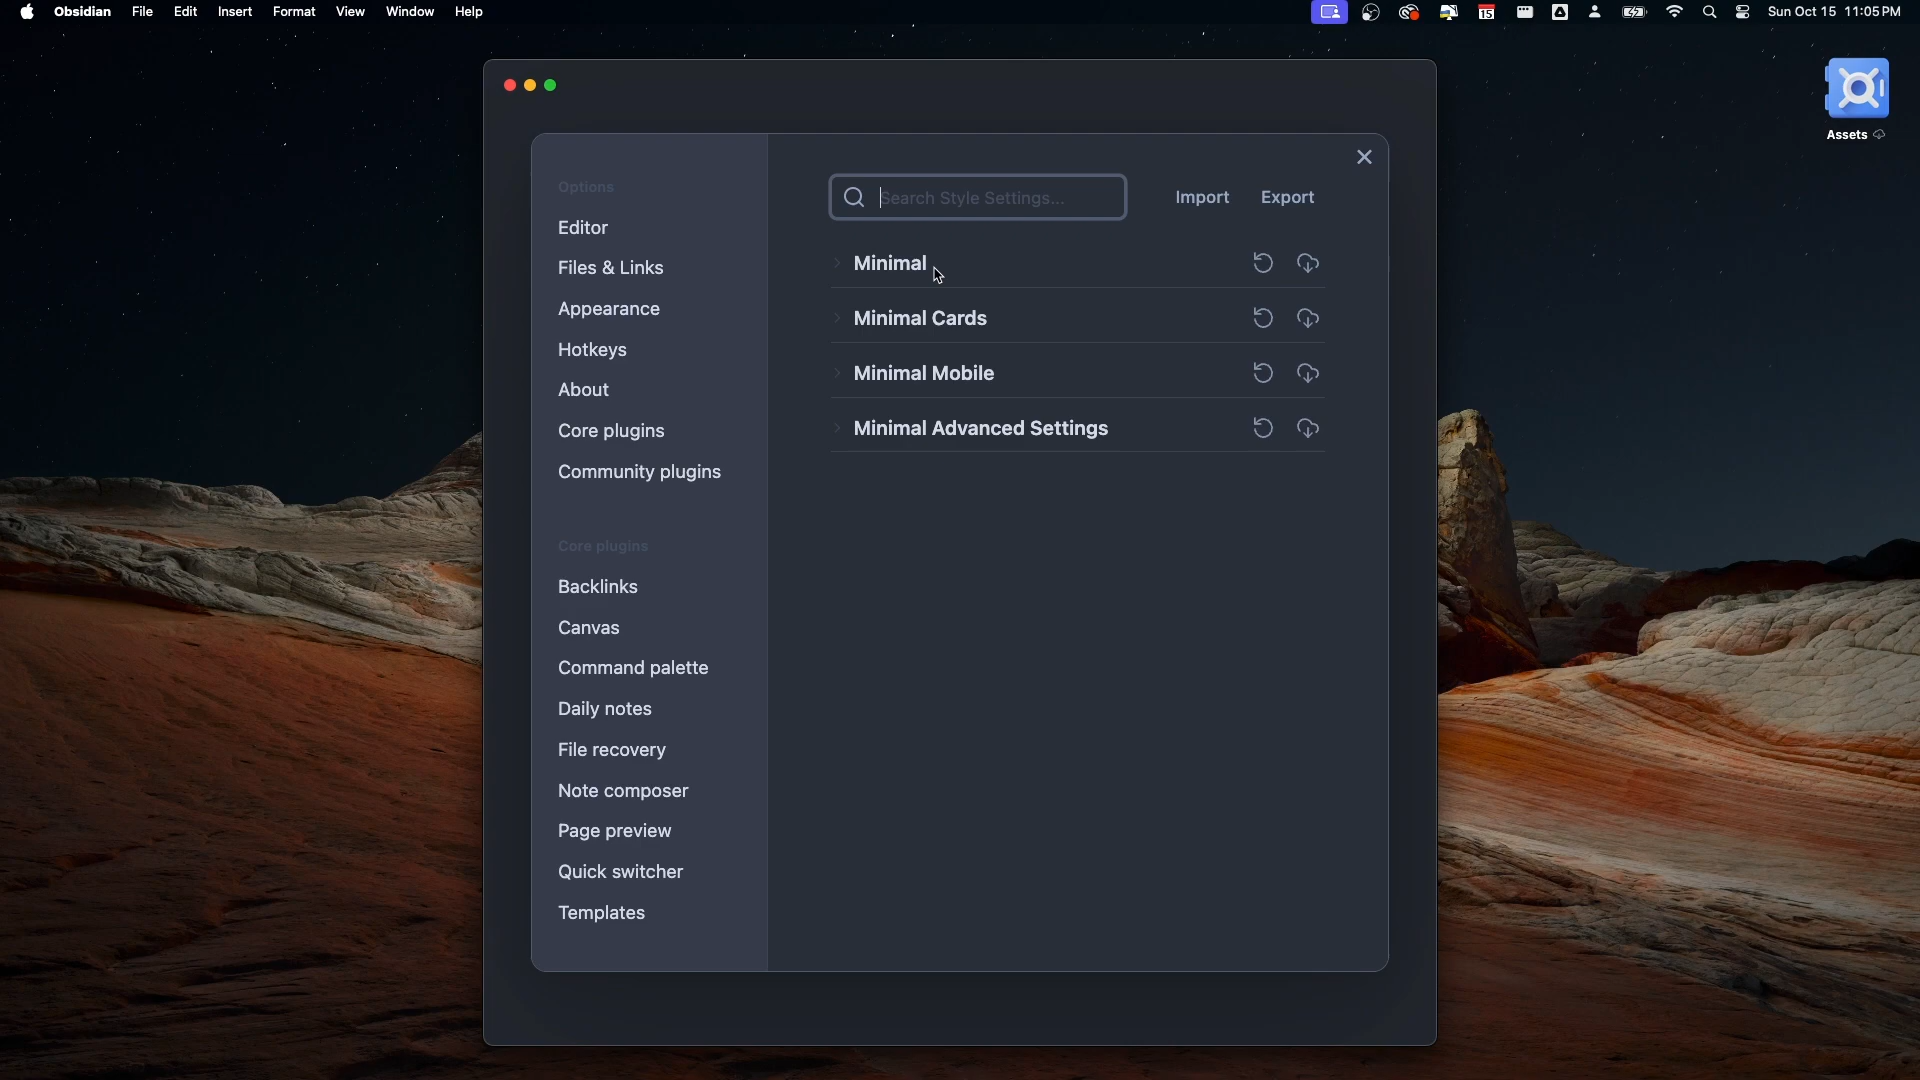 Obsidian File Edit Insert Format View Window Help
15
Sun Oct 15 11:05 PM
Assets
Options
Editor
Files & Links
Appearance
Hotkeys
About
Core plugins
Community plugins
Core plugins
Backlinks
Canvas
Command palette
Daily notes
File recovery
Note composer
Page preview
Quick switcher
Templates
Search Style Settings...
Import Export
Minimal
Minimal Cards
Minimal Mobile
Minimal Advanced Settings